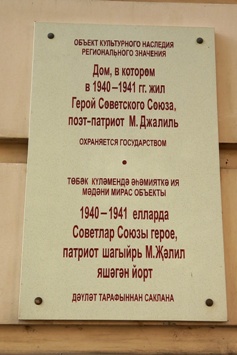 ОБЪЕКТ КУЛЬТУРНОГО НАСЛЕДИЯ
РЕГИОНАЛЬНОГО ЗНАЧЕНИЯ
Дом, в котором
в 1940–1941 гг. жил
Герой Советского Союза,
поэт-патриот М. Джалиль
ОХРАНЯЕТСЯ ГОСУДАРСТВОМ
ТӨБӘК КҮЛӘМЕНДӘ ӘҺӘМИЯТКӘ ИЯ
МӘДӘНИ МИРАС ОБЪЕКТЫ
1940–1941 елларда
Советлар Союзы герое,
патриот шагыйрь М.Җәлил
яшәгән йорт
ДӘҮЛӘТ ТАРАФЫННАН САКЛАНА